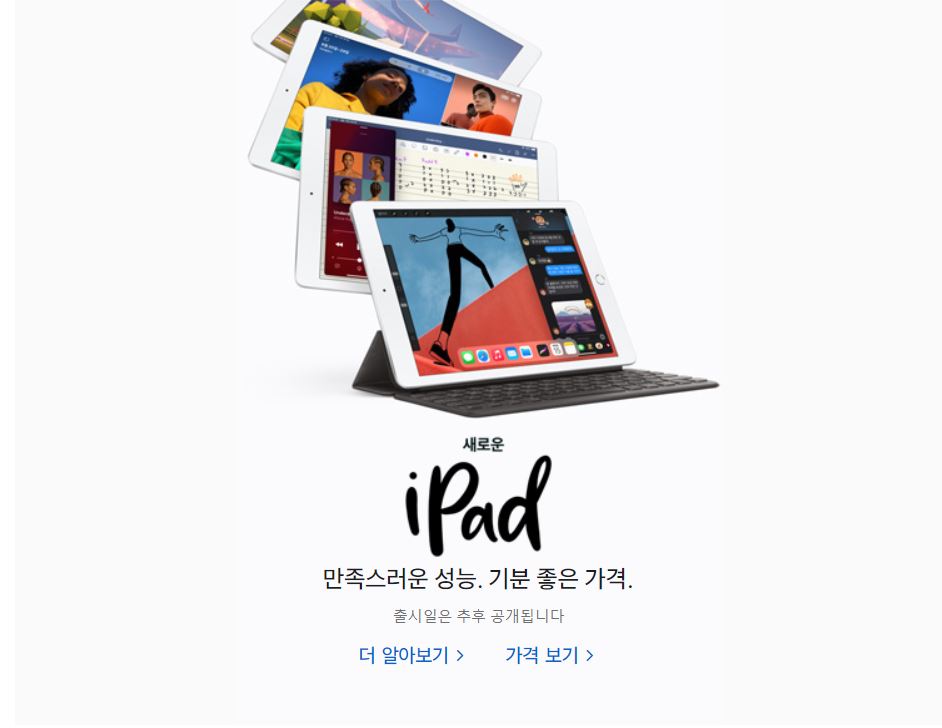 새로운
iPad
만족스러운 성능. 기분 좋은 가격.
출시일은 추후 공개됩니다
더 알아보기 >
가격 보기 >